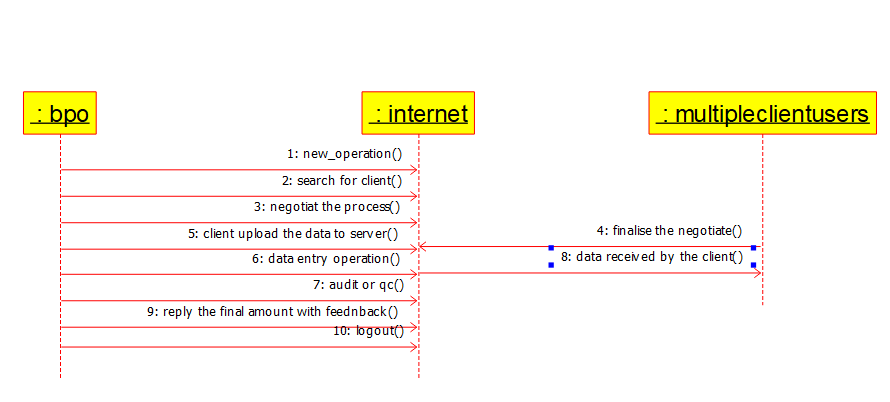 : bpo
: internet
: multipleclientusers
1: new_operation()
2: search for client()
3: negotiat the process()
4: finalise the negotiate()
5: client upload the data to server()
6: data entry operation()
8: data received by the client()
7: audit or qc()
9: reply the final amount with feednback()
10: logout()